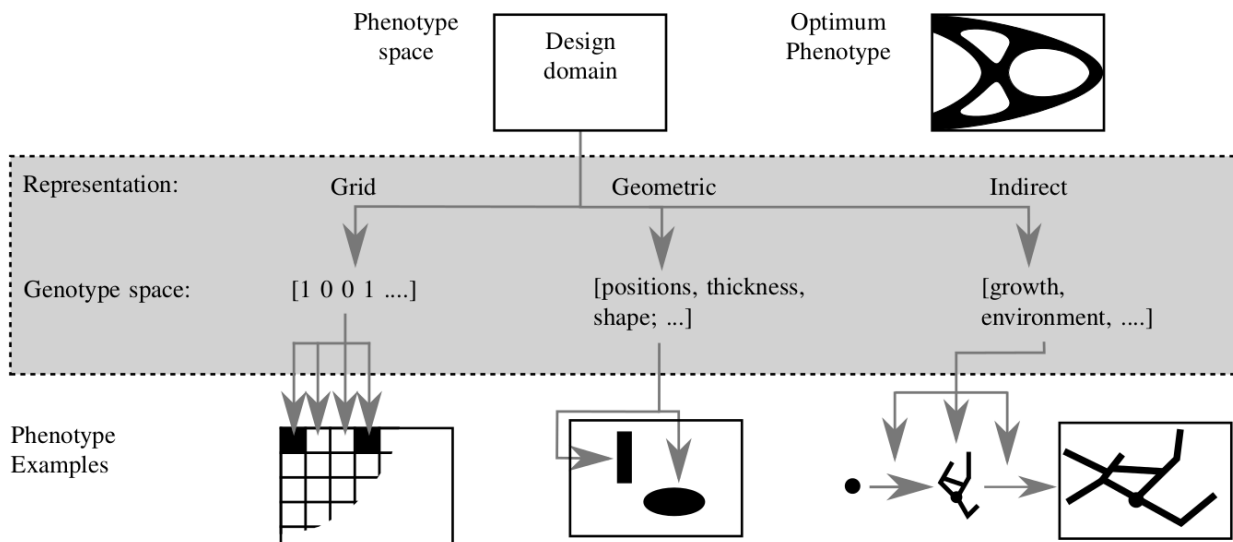 Phenotype
space
Design
domain
Optimum
Phenotype
Representation:
Grid
Geometric
Indirect
Genotype space:
[1 0 0 1 ....]
[positions, thickness,
shape; ...]
[growth,
environment, ....]
Phenotype
Examples